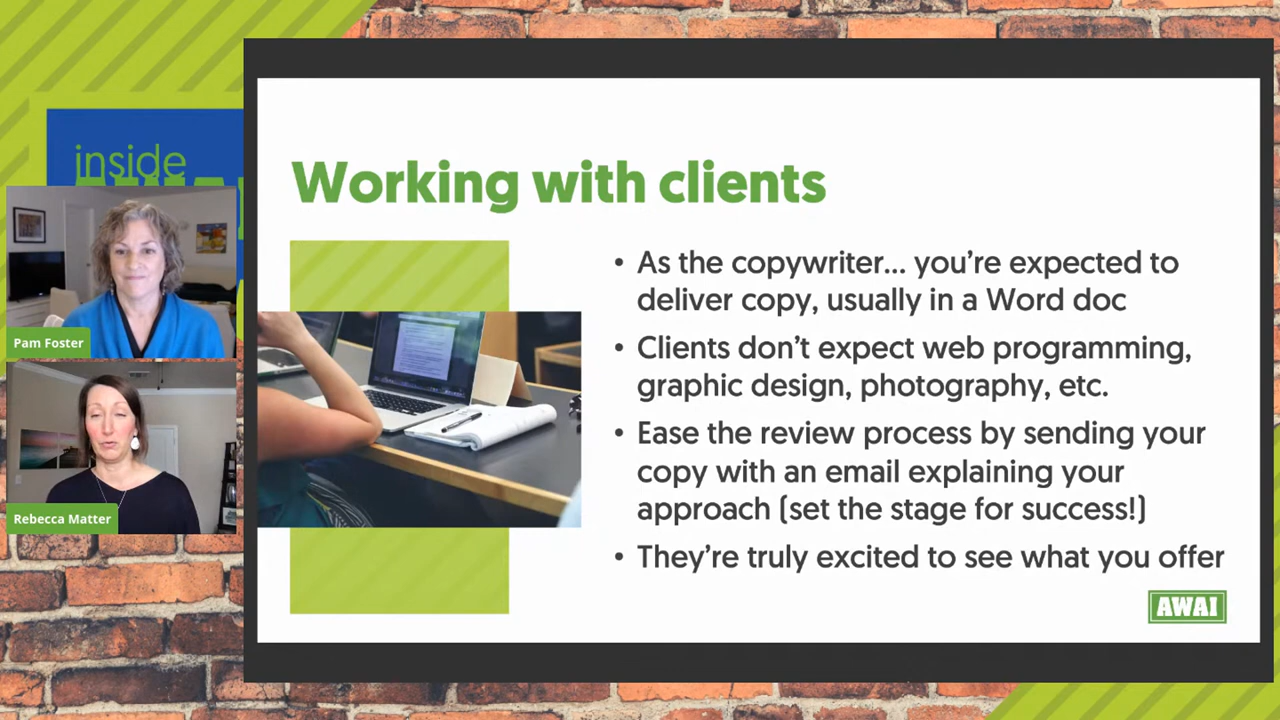 inside
Pam Foster
Rebecca Matter
Working with clients
• As the copywriter... you're expected to
deliver copy, usually in a Word doc
• Clients don't expect web programming,
graphic design, photography, etc.
• Ease the review process by sending your
copy with an email explaining your
approach (set the stage for success!)
• They're truly excited to see what you offer
AWAI